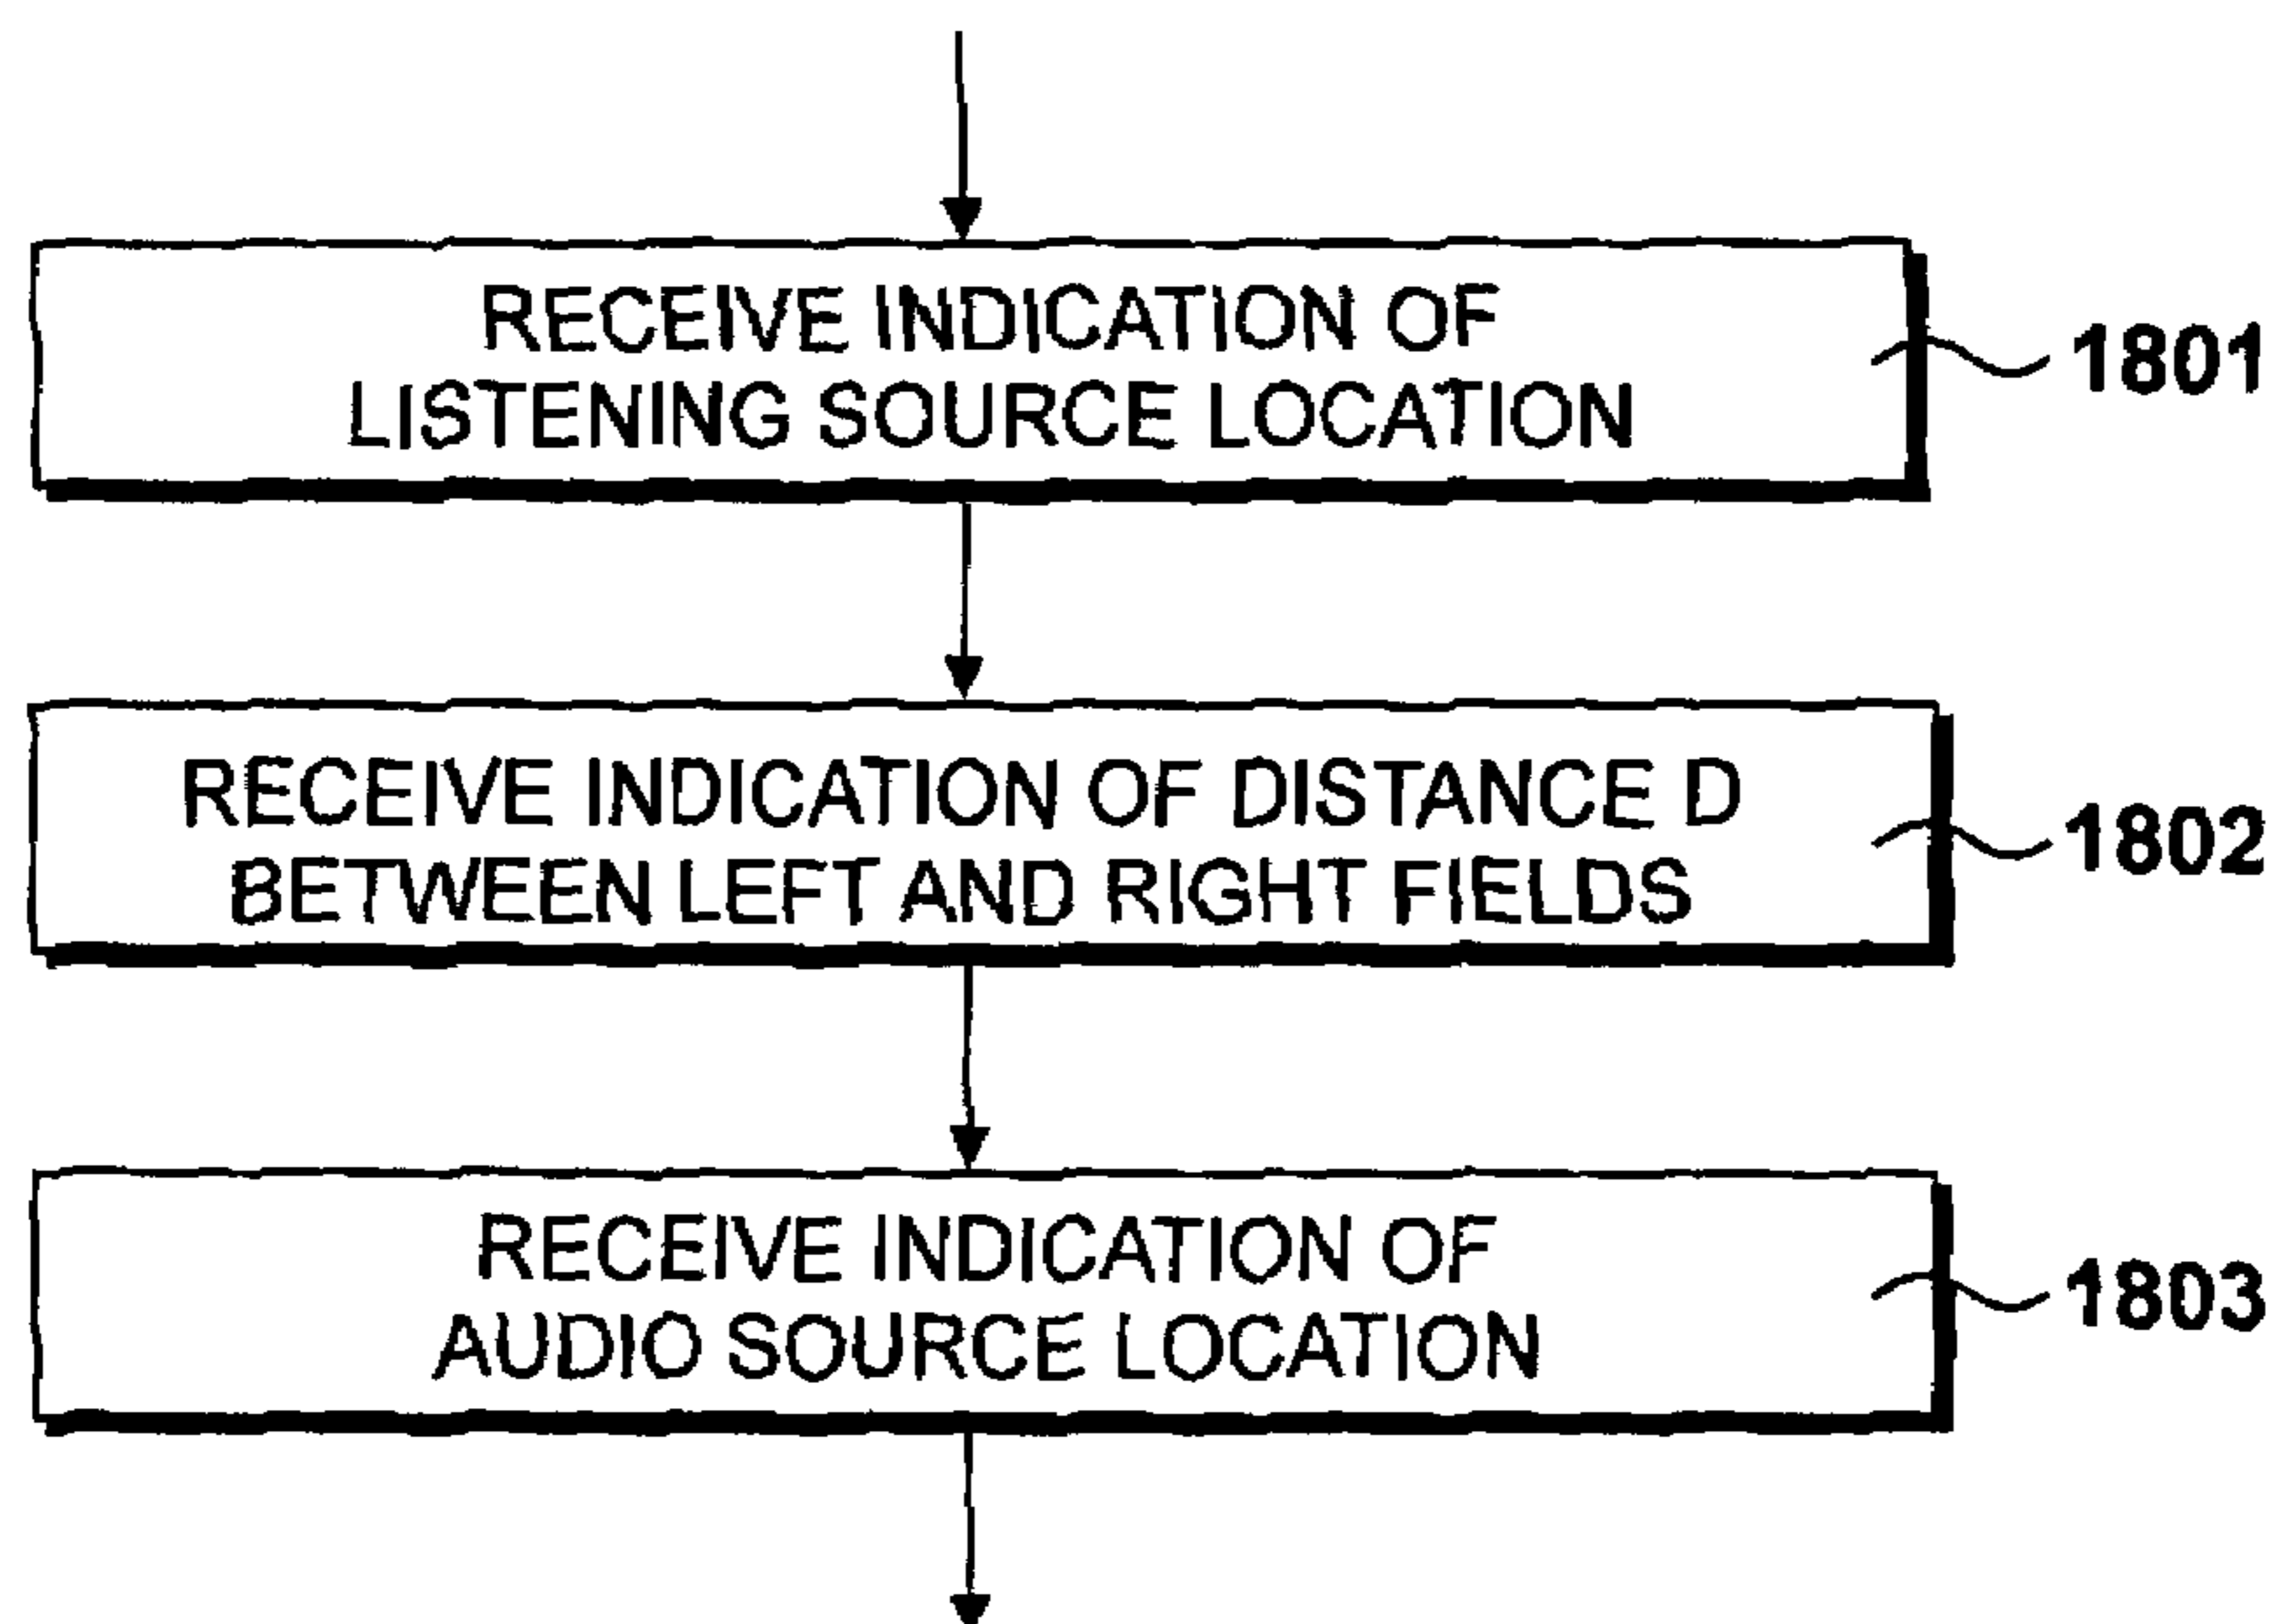 RECEIVE INDICATION OF
LISTENING SOURCE LOCATION
1801
RECEIVE INDICATION OF DISTANCE D
BETWEEN LEFT AND RIGHT FIELDS
1802
RECEIVE INDICATION OF
AUDIO SOURCE LOCATION
1803